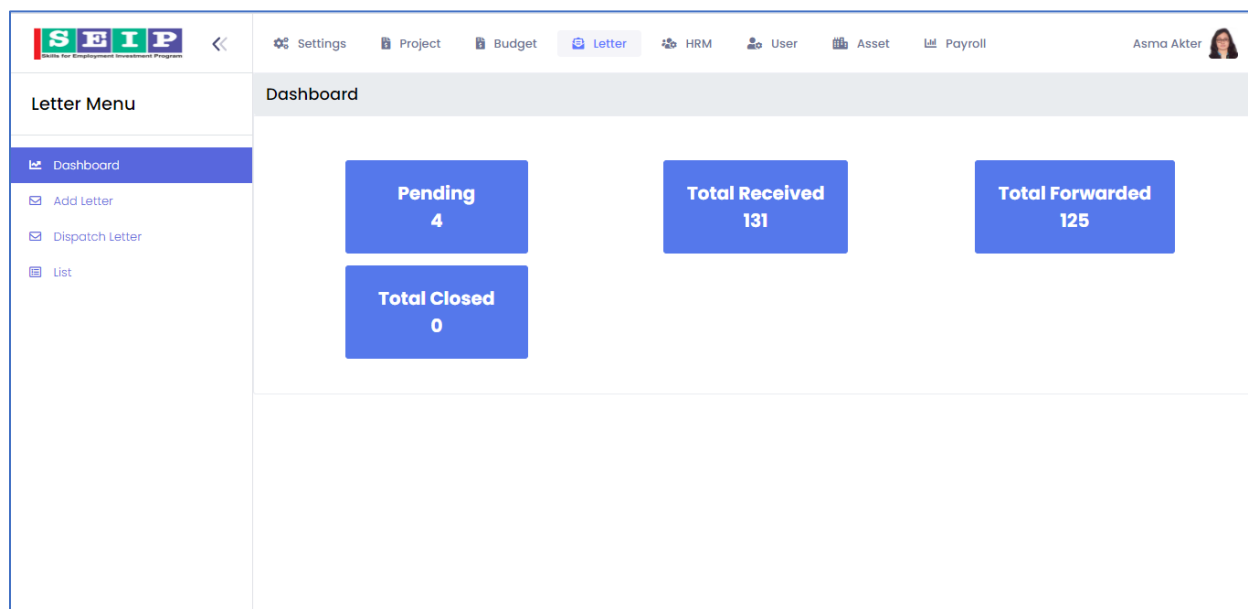 SEIP
Skills for Employment Investment Program
Settings Project Budget Letter HRM User Asset Payroll Asma Akter
Letter Menu
Dashboard
Add Letter
Dispatch Letter
List
Dashboard
Pending
4
Total Received
131
Total Forwarded
125
Total Closed
0